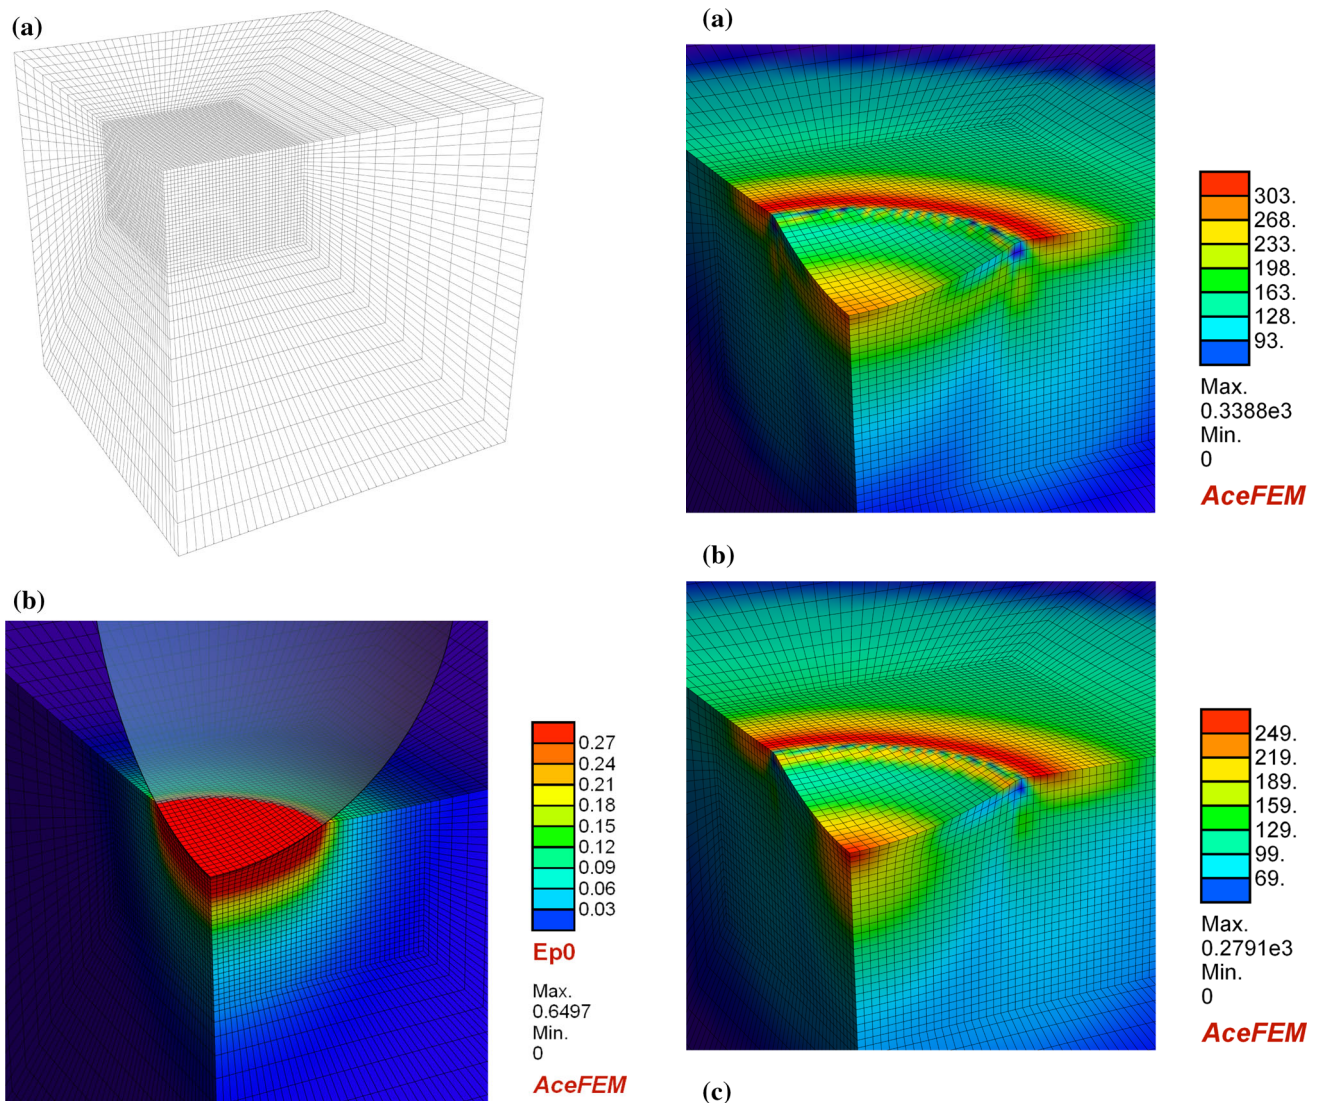 (a)
(b)
0.27
0.24
0.21
0.18
0.15
0.12
0.09
0.06
0.03
Ep0
Max.
0.6497
Min.
0
AceFEM
(a)
303.
268.
233.
198.
163.
128.
93.
Max.
0.3388e3
Min.
0
AceFEM
(b)
249.
219.
189.
159.
129.
99.
69.
Max.
0.2791e3
Min.
0
AceFEM
(c)